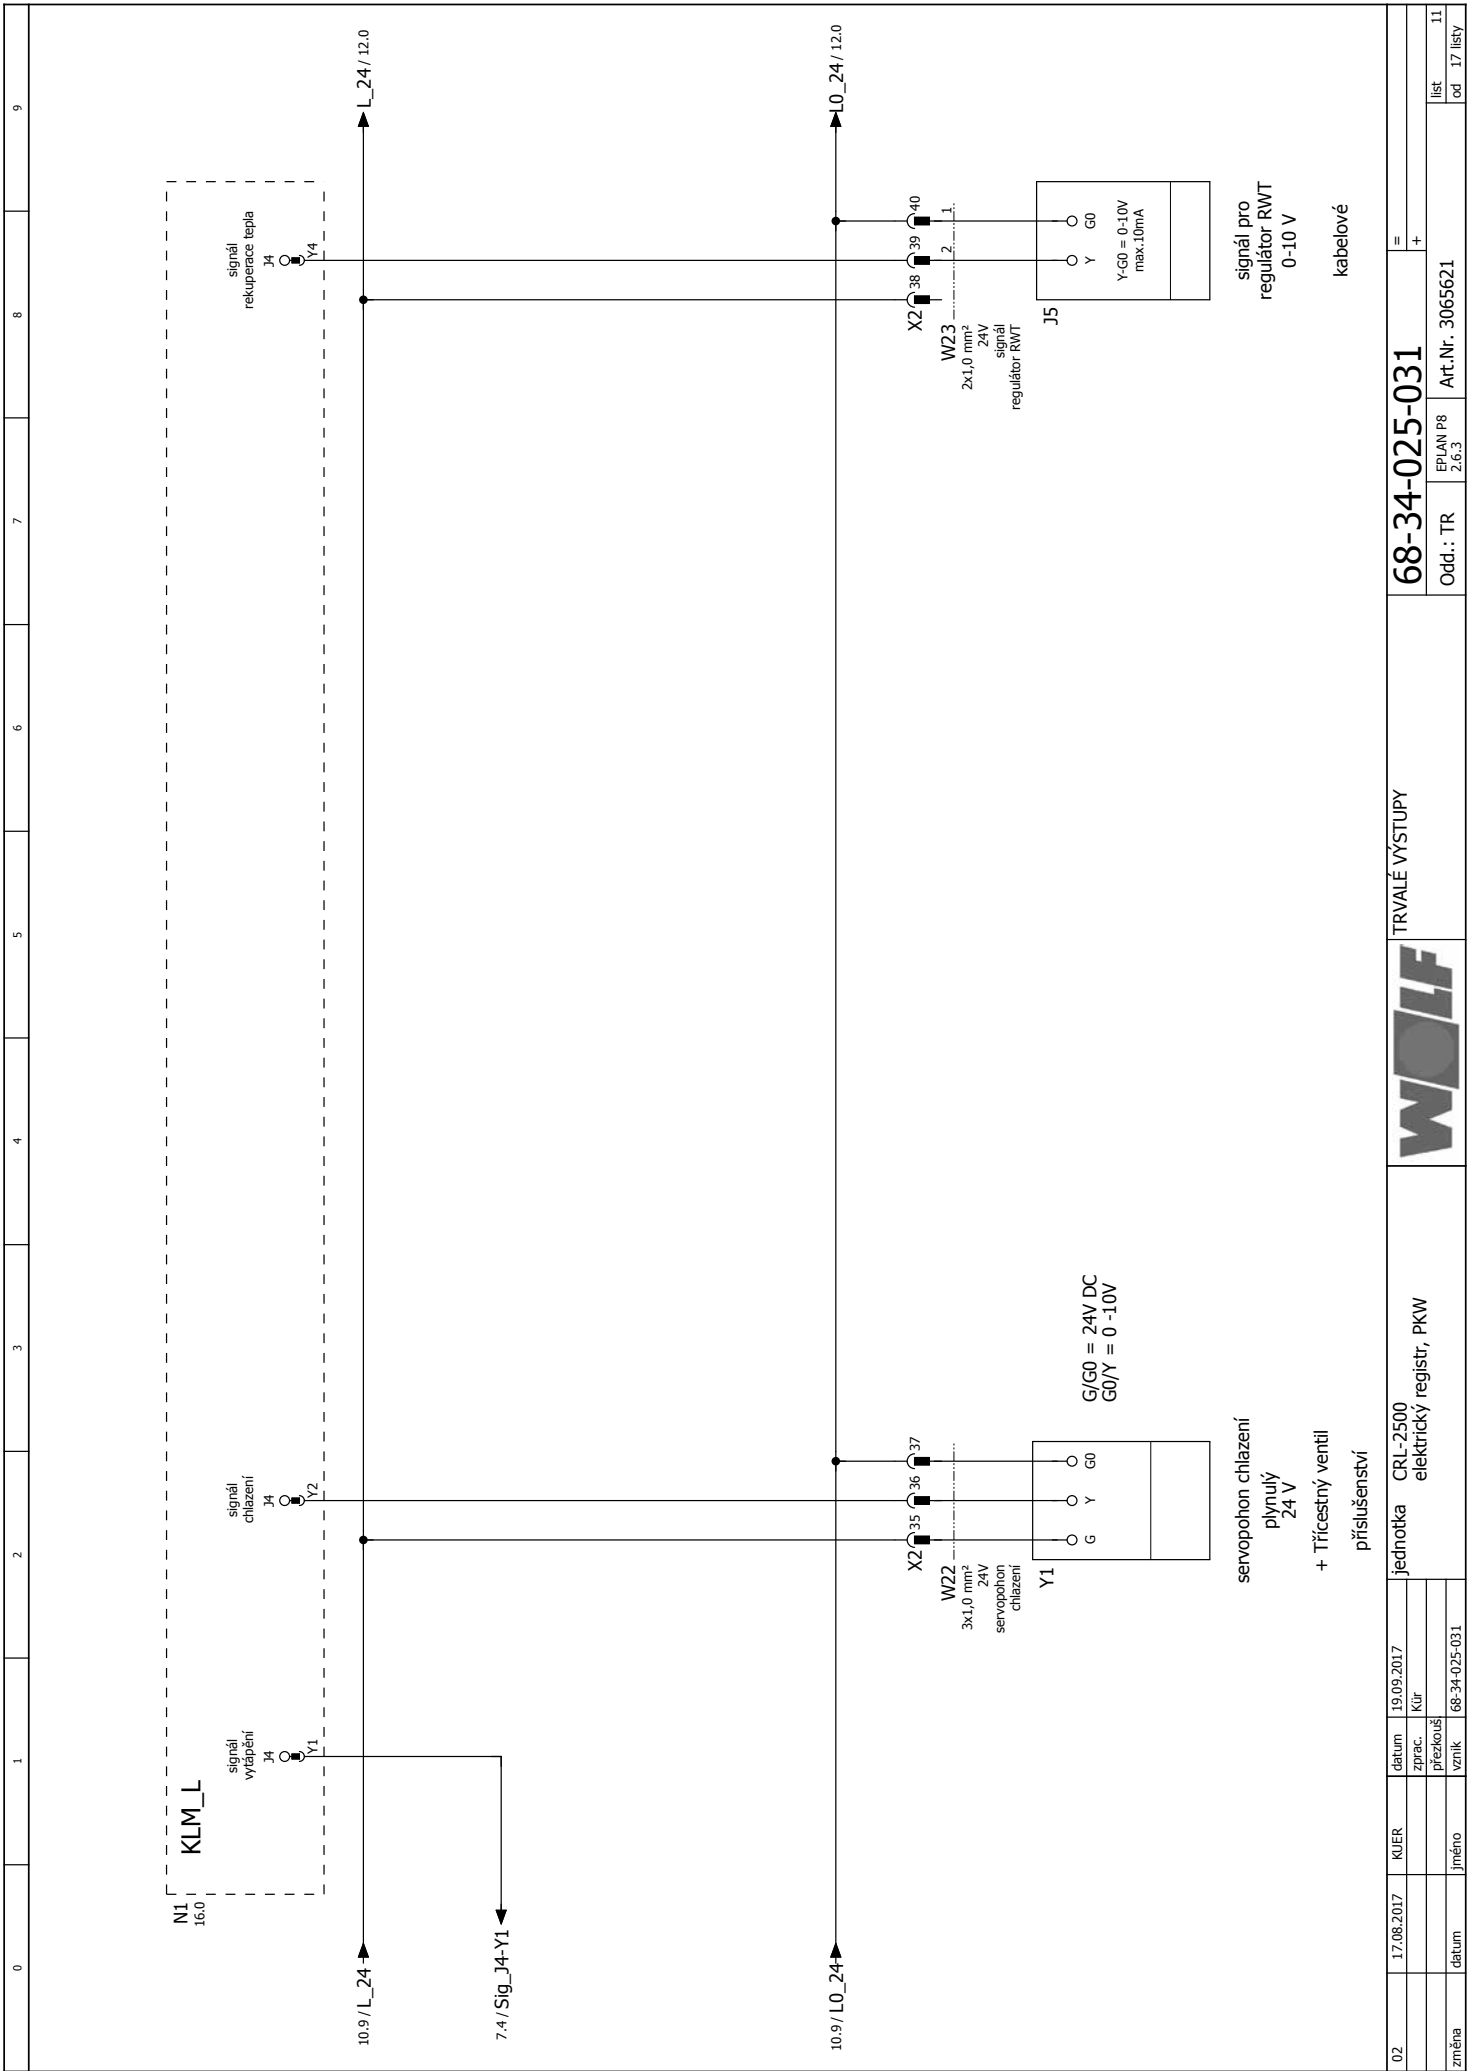 0 1 2 3 4 5 6 7 8 9
N1
16.0
KLM_L
signál
vytápění
J4
Y1
signál
chlazení
J4
Y2
signál
rekuperace tepla
J4
Y4
10.9 / L_24
L_24 / 12.0
7.4 / Sig_J4-Y1
10.9 / L0_24
L0_24 / 12.0
X2 35 36 37
W22
3x1,0 mm²
24V
servopohon
chlazení
Y1
G Y G0
G/G0 = 24V DC
G0/Y = 0 -10V
servopohon chlazení
plynulý
24 V
+ Třícestný ventil
příslušenství
X2 38 39 40
W23
2 1
2x1,0 mm²
24V
signál
regulátor RWT
J5
Y G0
Y-G0 = 0-10V
max.10mA
signál pro
regulátor RWT
0-10 V
kabelové
02 17.08.2017 KUER
změna datum jméno
datum 19.09.2017
zprac. Kür
přezkouš.
vznik 68-34-025-031
jednotka CRL-2500
elektrický registr, PKW
WOLF
TRVALÉ VÝSTUPY
68-34-025-031
=
+
Odd.: TR
EPLAN P8
2.6.3
Art.Nr. 3065621
list 11
od 17 listy